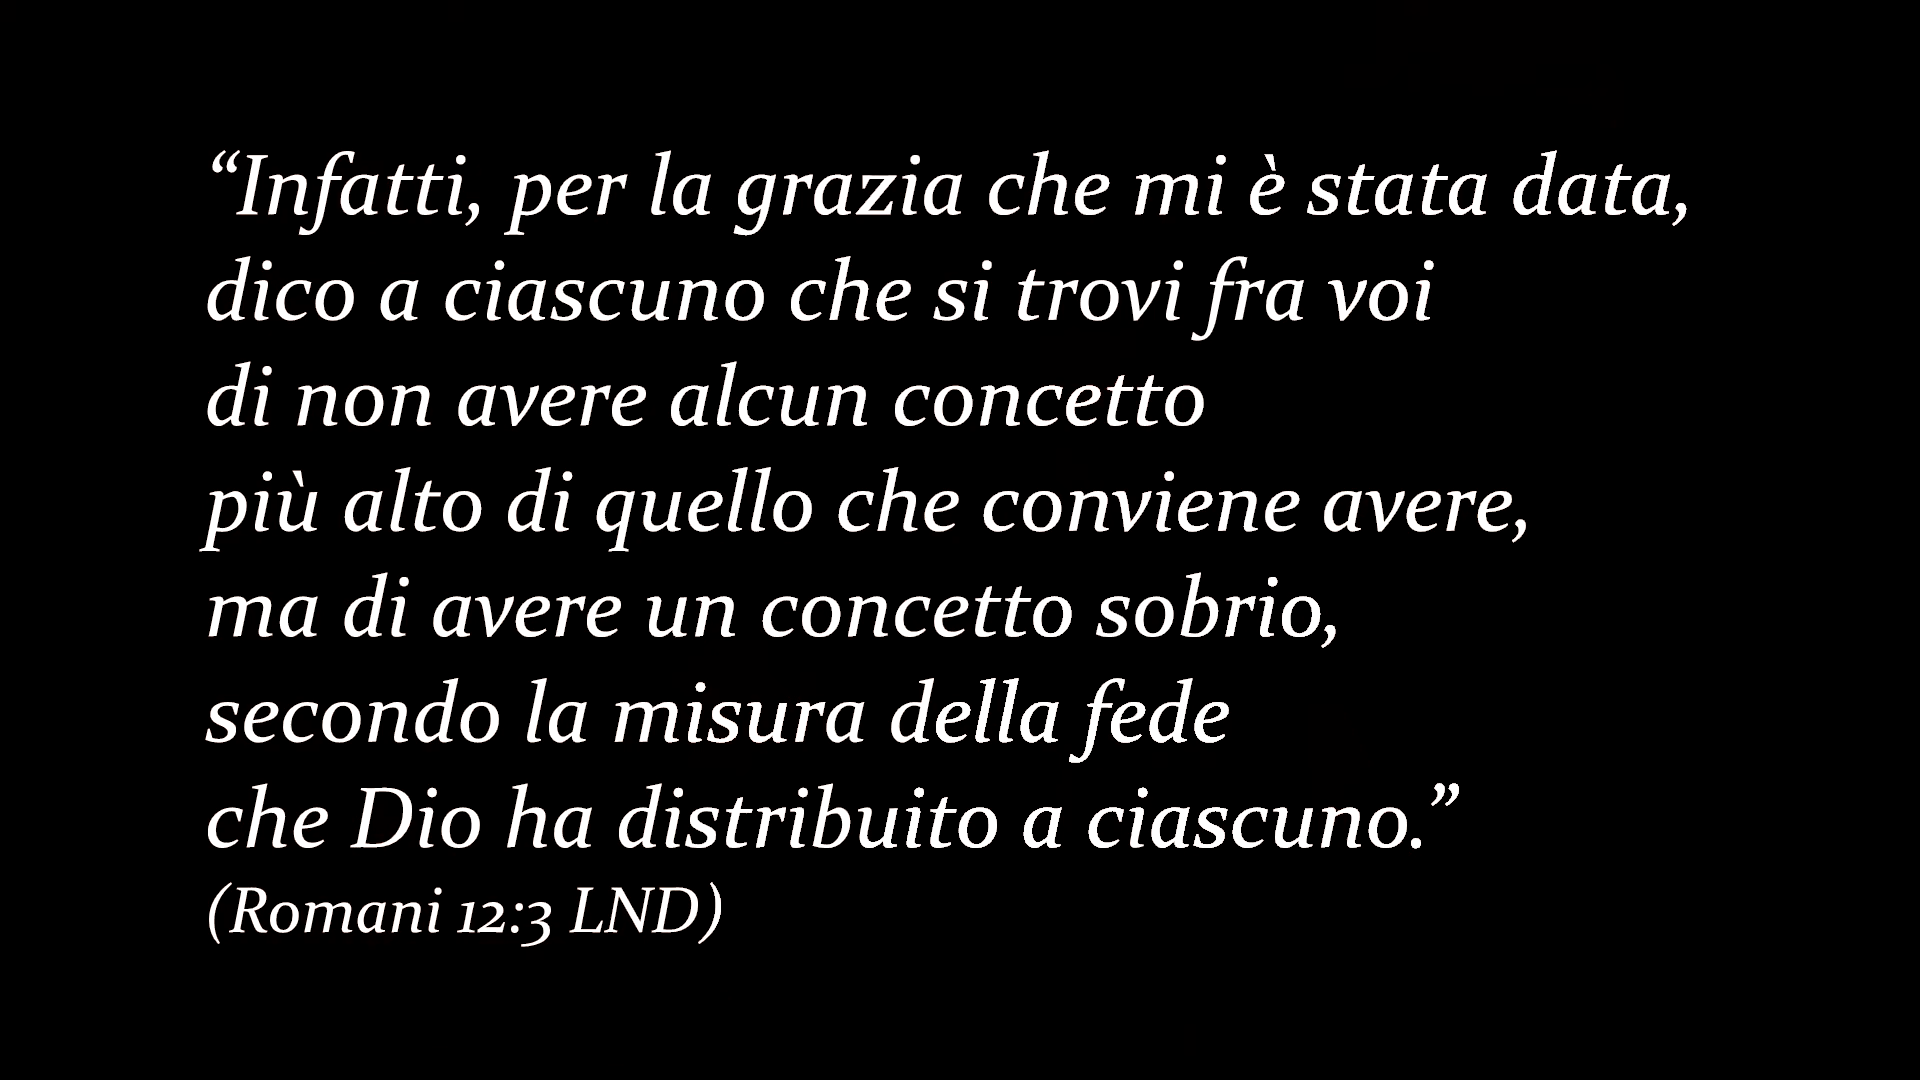 “Infatti, per la grazia che mi è stata data,
dico a ciascuno che si trovi fra voi
di non avere alcun concetto
più alto di quello che conviene avere,
ma di avere un concetto sobrio,
secondo la misura della fede
che Dio ha distribuito a ciascuno.”
(Romani 12:3 LND)